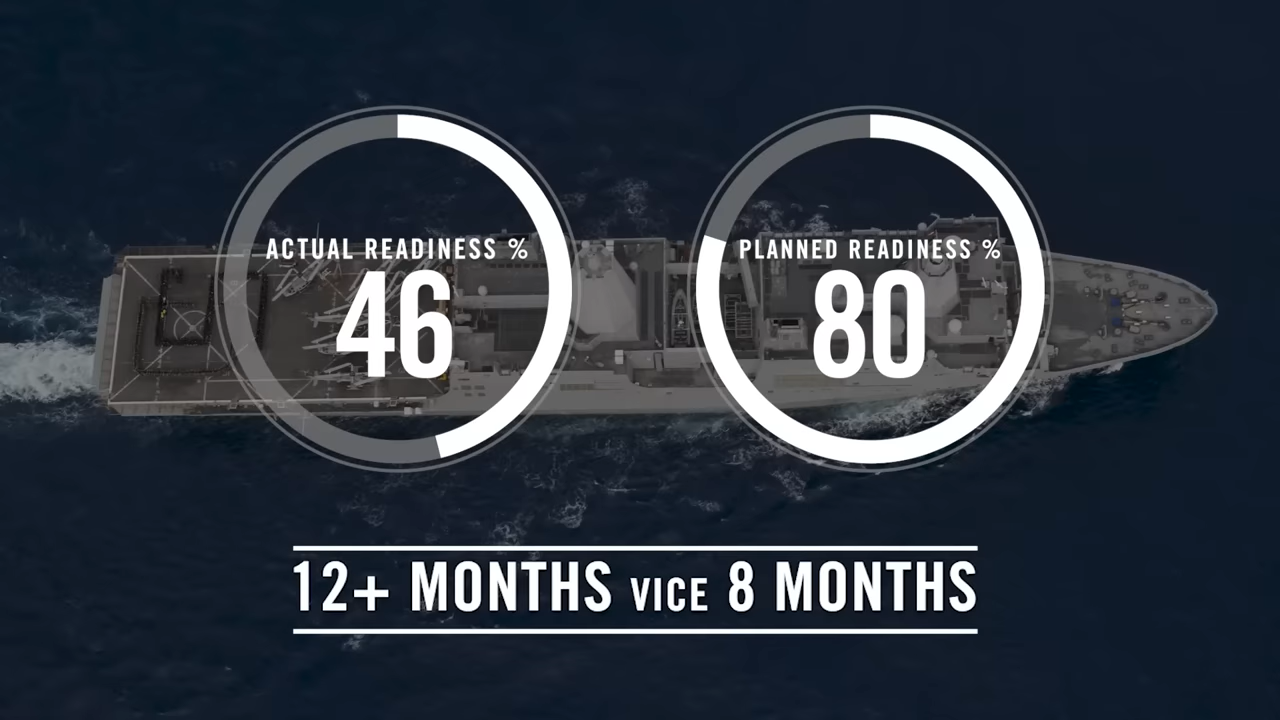 ACTUAL READINESS %
46
PLANNED READINESS %
80
12+ MONTHS VICE 8 MONTHS